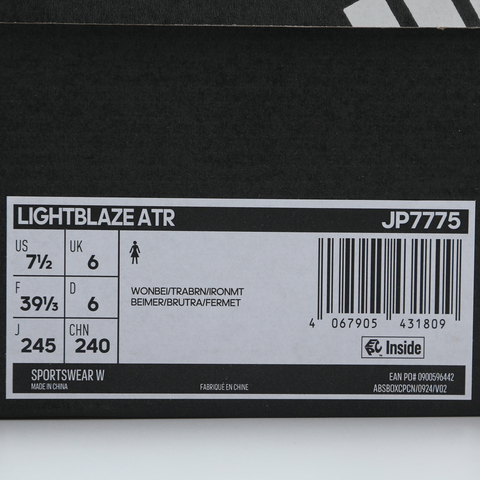 LIGHTBLAZE ATR JP7775
US 7½ UK 6
F 39⅓ D 6
J 245 CHN 240
WONBEI/TRABRN/IRONMT
BEIMER/BRUTRA/FERMET
4 067905 431809
Inside
SPORTSWEAR W EAN PO# 0900596442
MADE IN CHINA FABRIQUÉ EN CHINE ABSBOXCPCN/0924/V02